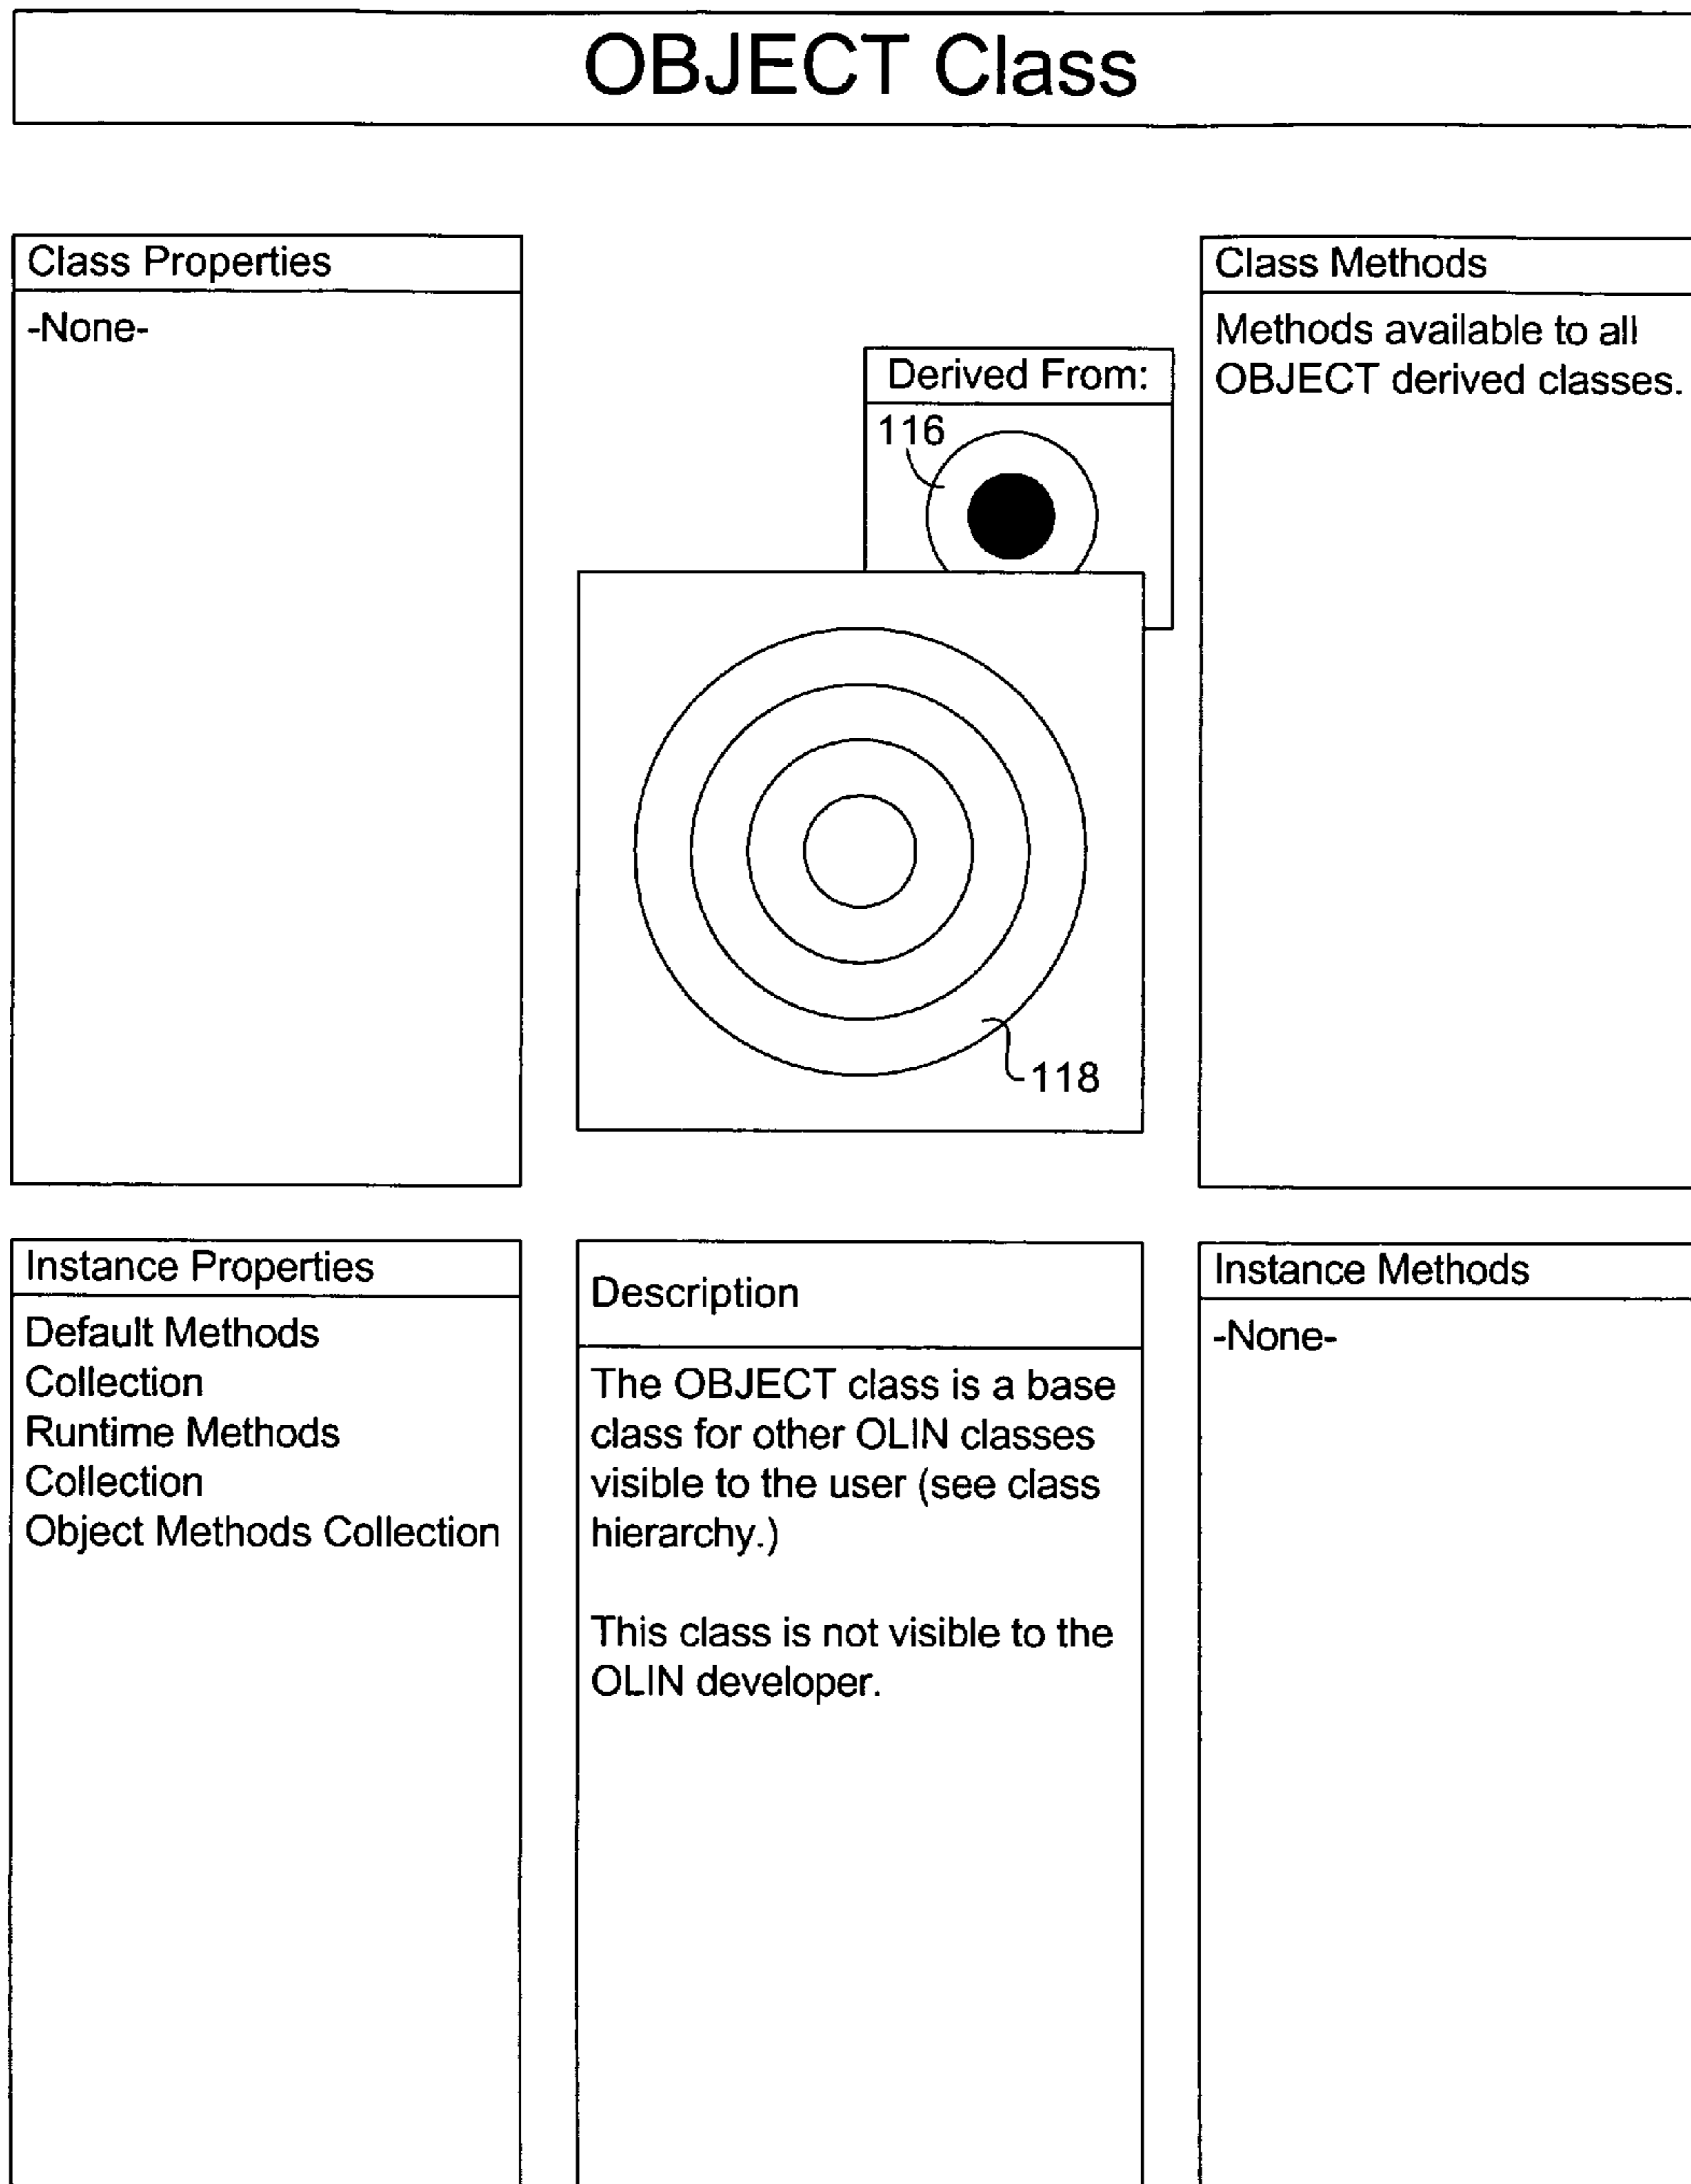 OBJECT Class
Class Properties
-None-
Derived From:
116
118
Class Methods
Methods available to all
OBJECT derived classes.
Instance Properties
Default Methods
Collection
Runtime Methods
Collection
Object Methods Collection
Description
The OBJECT class is a base
class for other OLIN classes
visible to the user (see class
hierarchy.)
This class is not visible to the
OLIN developer.
Instance Methods
-None-